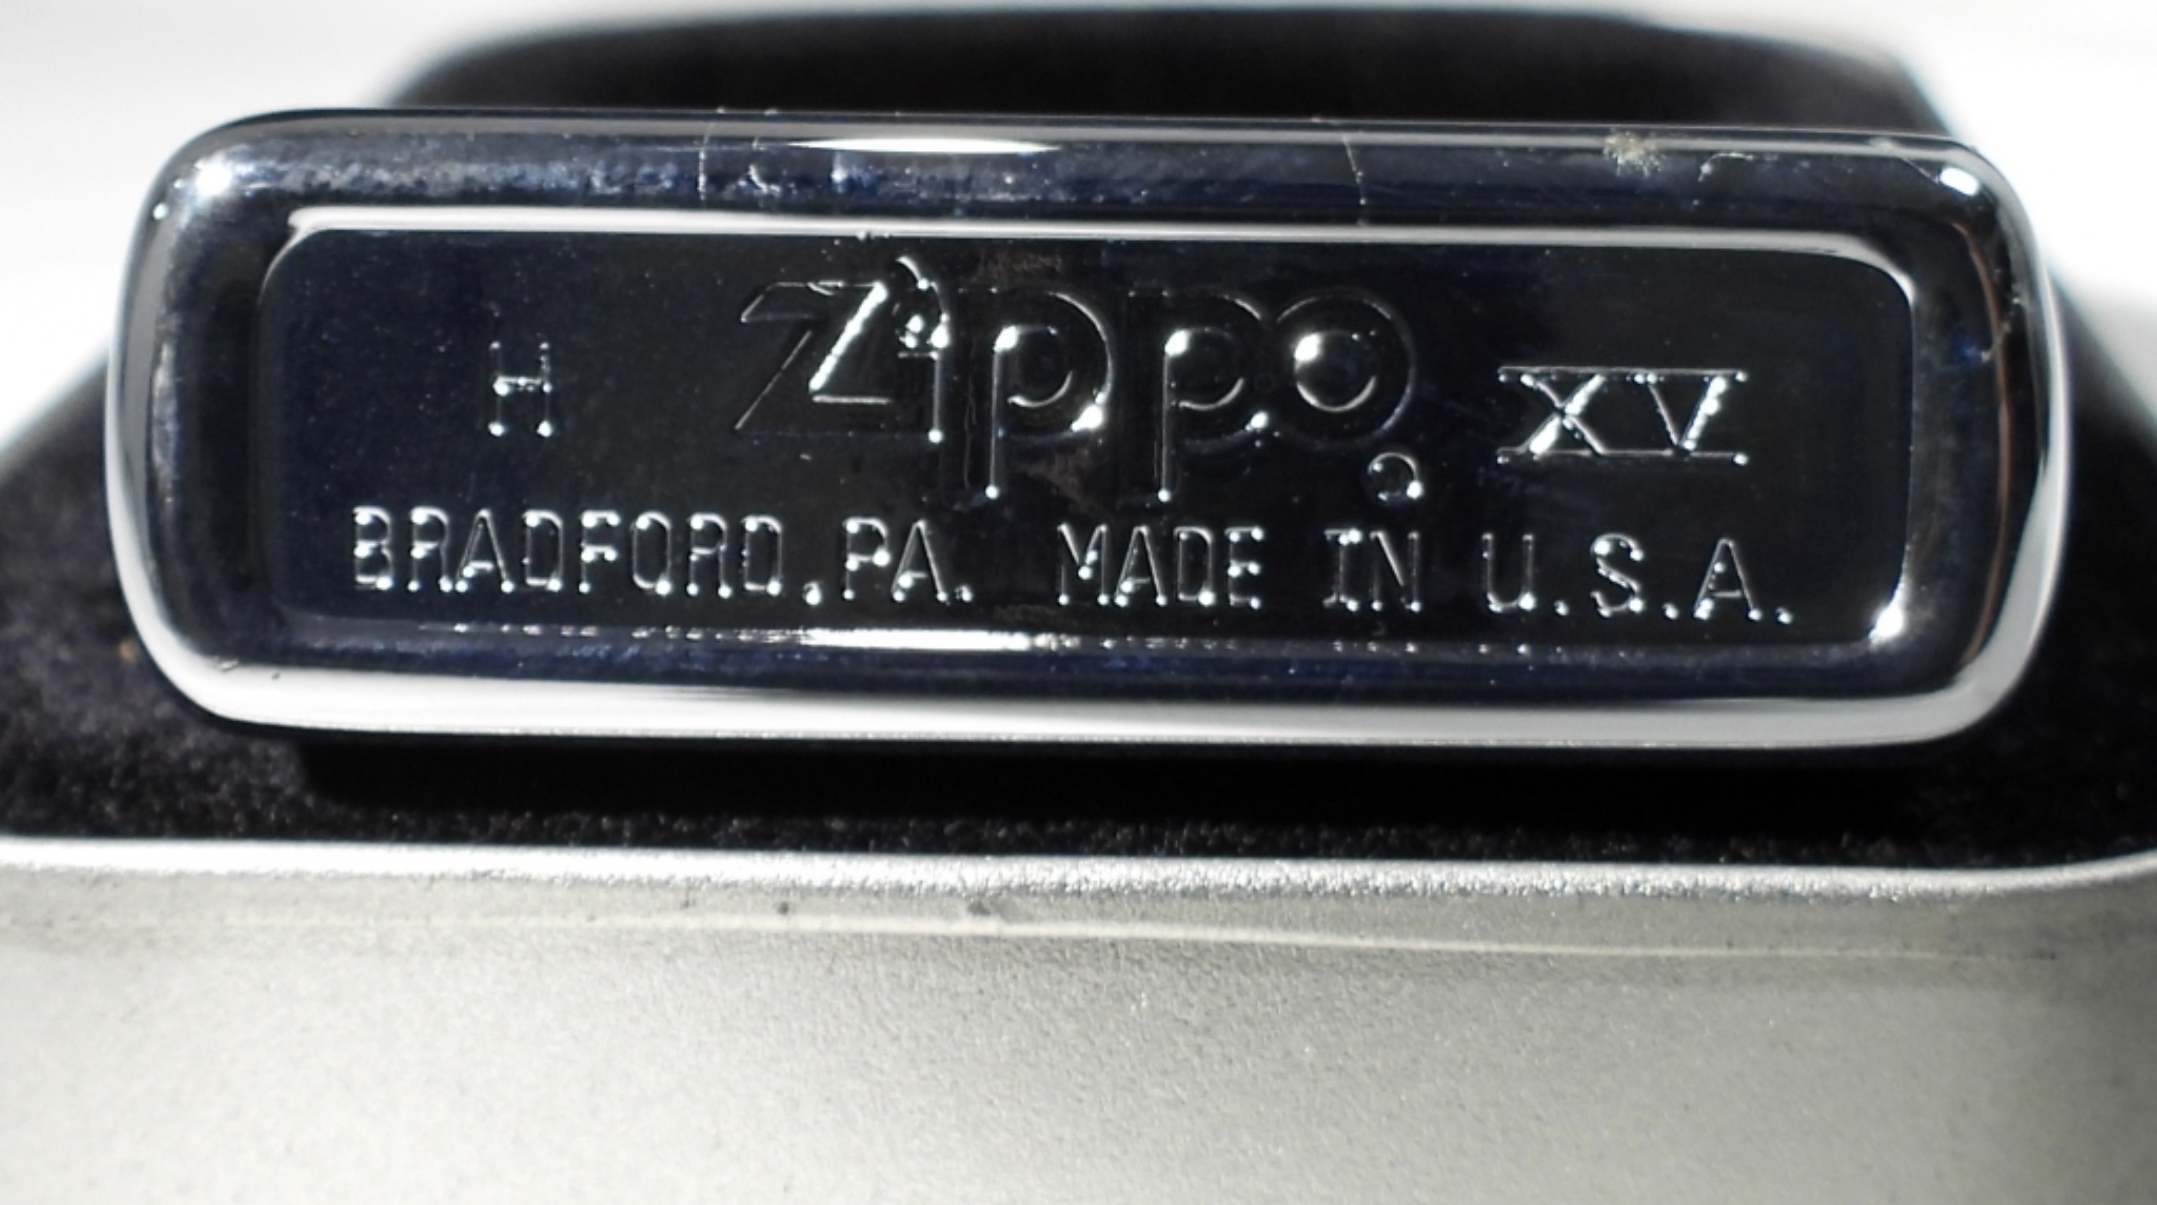 H Zippo® XV
BRADFORD,PA. MADE IN U.S.A.